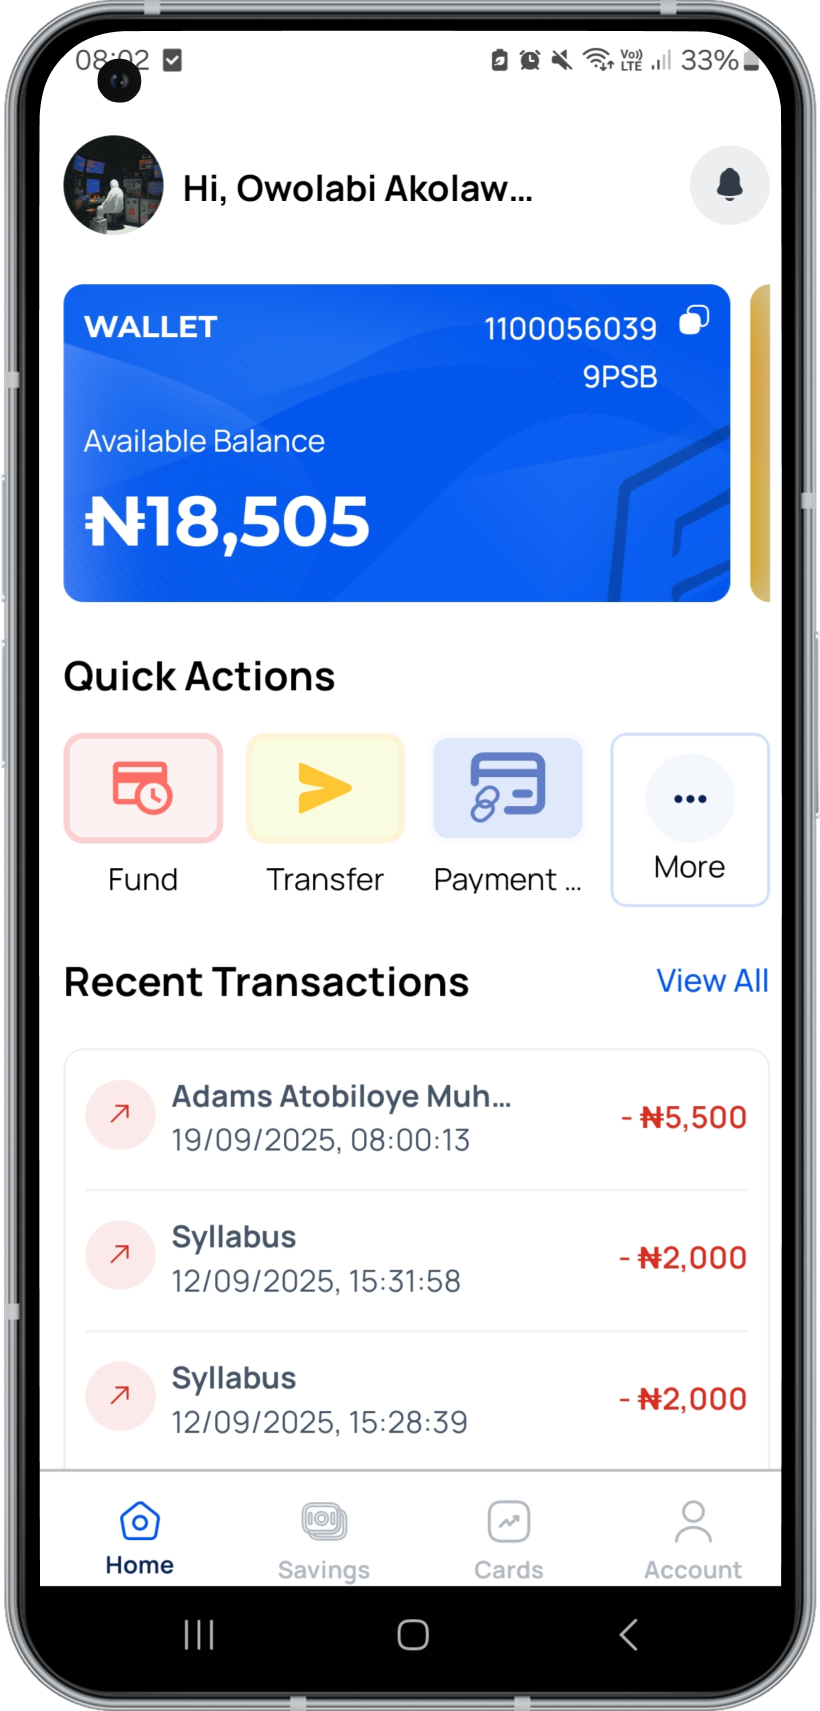 08:02
Vo)) LTE 33%
Hi, Owolabi Akolaw...
WALLET
1100056039
9PSB
Available Balance
₦18,505
Quick Actions
Fund
Transfer
Payment ...
More
Recent Transactions
View All
Adams Atobiloye Muh...
19/09/2025, 08:00:13
- ₦5,500
Syllabus
12/09/2025, 15:31:58
- ₦2,000
Syllabus
12/09/2025, 15:28:39
- ₦2,000
Home
Savings
Cards
Account